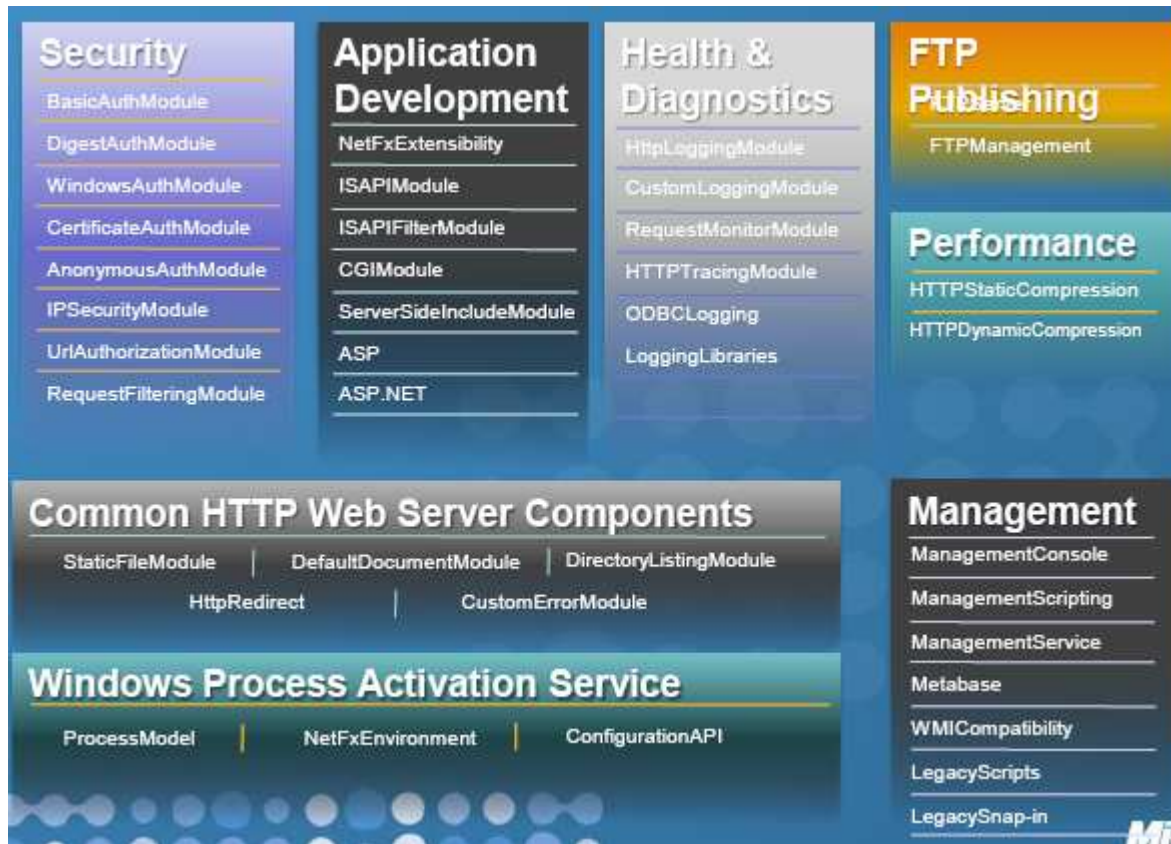 Security
BasicAuthModule
DigestAuthModule
WindowsAuthModule
CertificateAuthModule
AnonymousAuthModule
IPSecurityModule
UrlAuthorizationModule
RequestFilteringModule
Application
Development
NetFxExtensibility
ISAPIModule
ISAPIFilterModule
CGIModule
ServerSideIncludeModule
ASP
ASP.NET
Health &
Diagnostics
HttpLoggingModule
CustomLoggingModule
RequestMonitorModule
HTTPTracingModule
ODBCLogging
LoggingLibraries
FTP
Publishing
FTPManagement
Performance
HTTPStaticCompression
HTTPDynamicCompression
Common HTTP Web Server Components
StaticFileModule DefaultDocumentModule DirectoryListingModule
HttpRedirect CustomErrorModule
Windows Process Activation Service
ProcessModel NetFxEnvironment ConfigurationAPI
Management
ManagementConsole
ManagementScripting
ManagementService
Metabase
WMICompatibility
LegacyScripts
LegacySnap-in